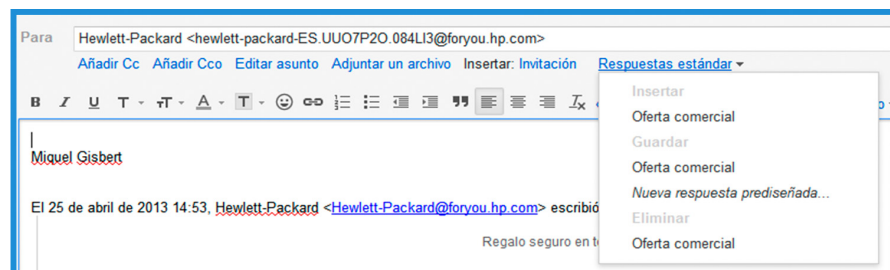 Para Hewlett-Packard <hewlett-packard-ES.UUO7P2O.084LI3@foryou.hp.com>
Añadir Cc Añadir Cco Editar asunto Adjuntar un archivo Insertar: Invitación Respuestas estándar
Insertar
Oferta comercial
Guardar
Oferta comercial
Nueva respuesta prediseñada...
Eliminar
Oferta comercial
B I U T T A T
Miquel Gisbert
El 25 de abril de 2013 14:53, Hewlett-Packard <Hewlett-Packard@foryou.hp.com> escribió
Regalo seguro en